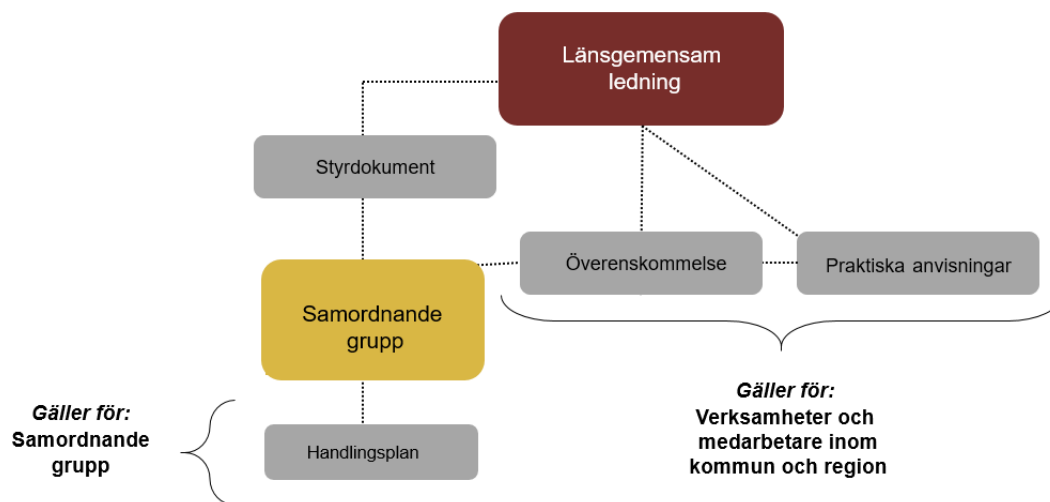 Länsgemensam
ledning
Styrdokument
Överenskommelse
Praktiska anvisningar
Samordnande
grupp
Gäller för:
Samordnande
grupp
Handlingsplan
Gäller för:
Verksamheter och
medarbetare inom
kommun och region